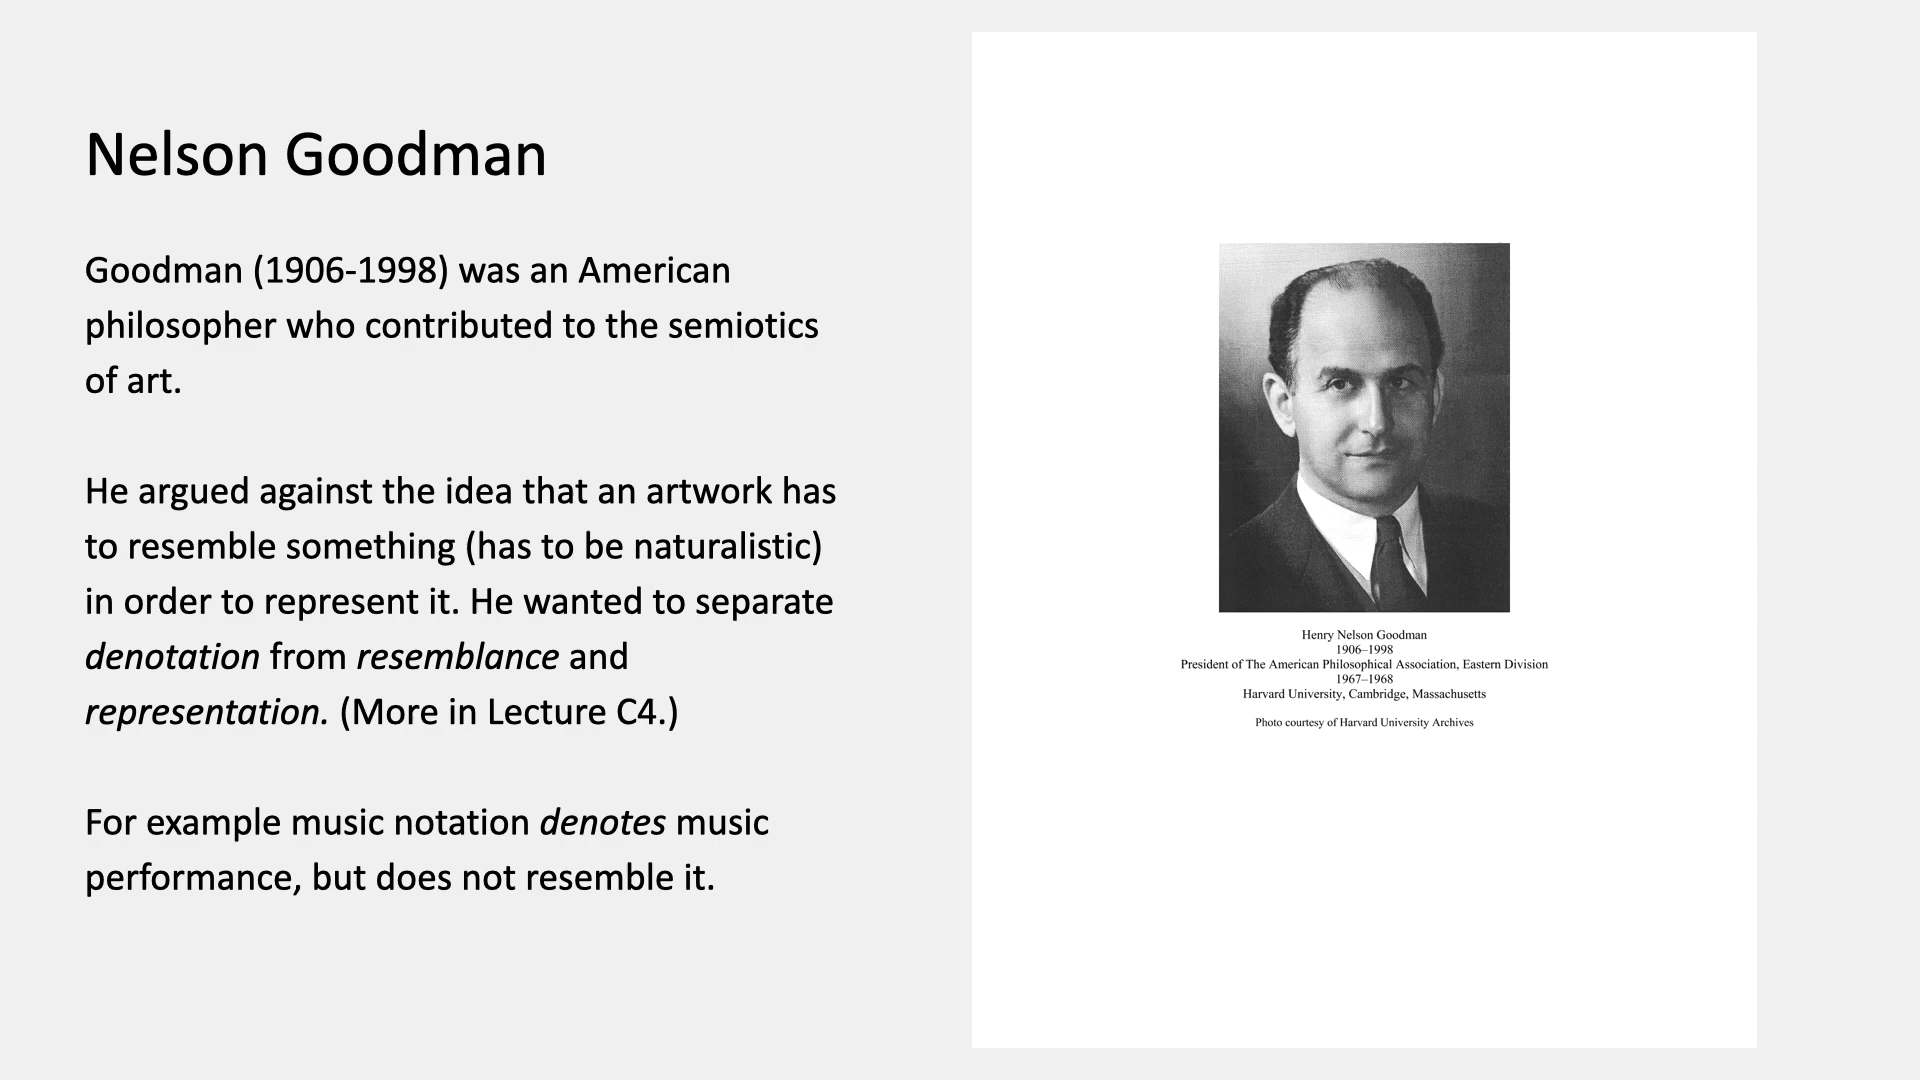 Nelson Goodman
Goodman (1906-1998) was an American
philosopher who contributed to the semiotics
of art.
He argued against the idea that an artwork has
to resemble something (has to be naturalistic)
in order to represent it. He wanted to separate
denotation from resemblance and
representation. (More in Lecture C4.)
For example music notation denotes music
performance, but does not resemble it.
Henry Nelson Goodman
1906–1998
President of The American Philosophical Association, Eastern Division
1967–1968
Harvard University, Cambridge, Massachusetts
Photo courtesy of Harvard University Archives